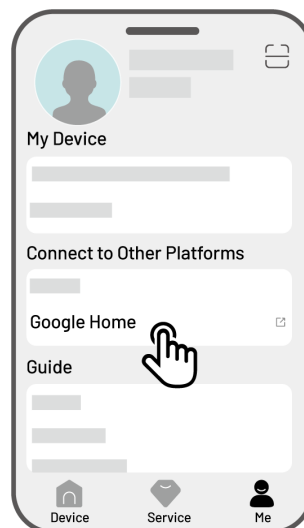 My Device
Connect to Other Platforms
Google Home
Guide
Device Service Me